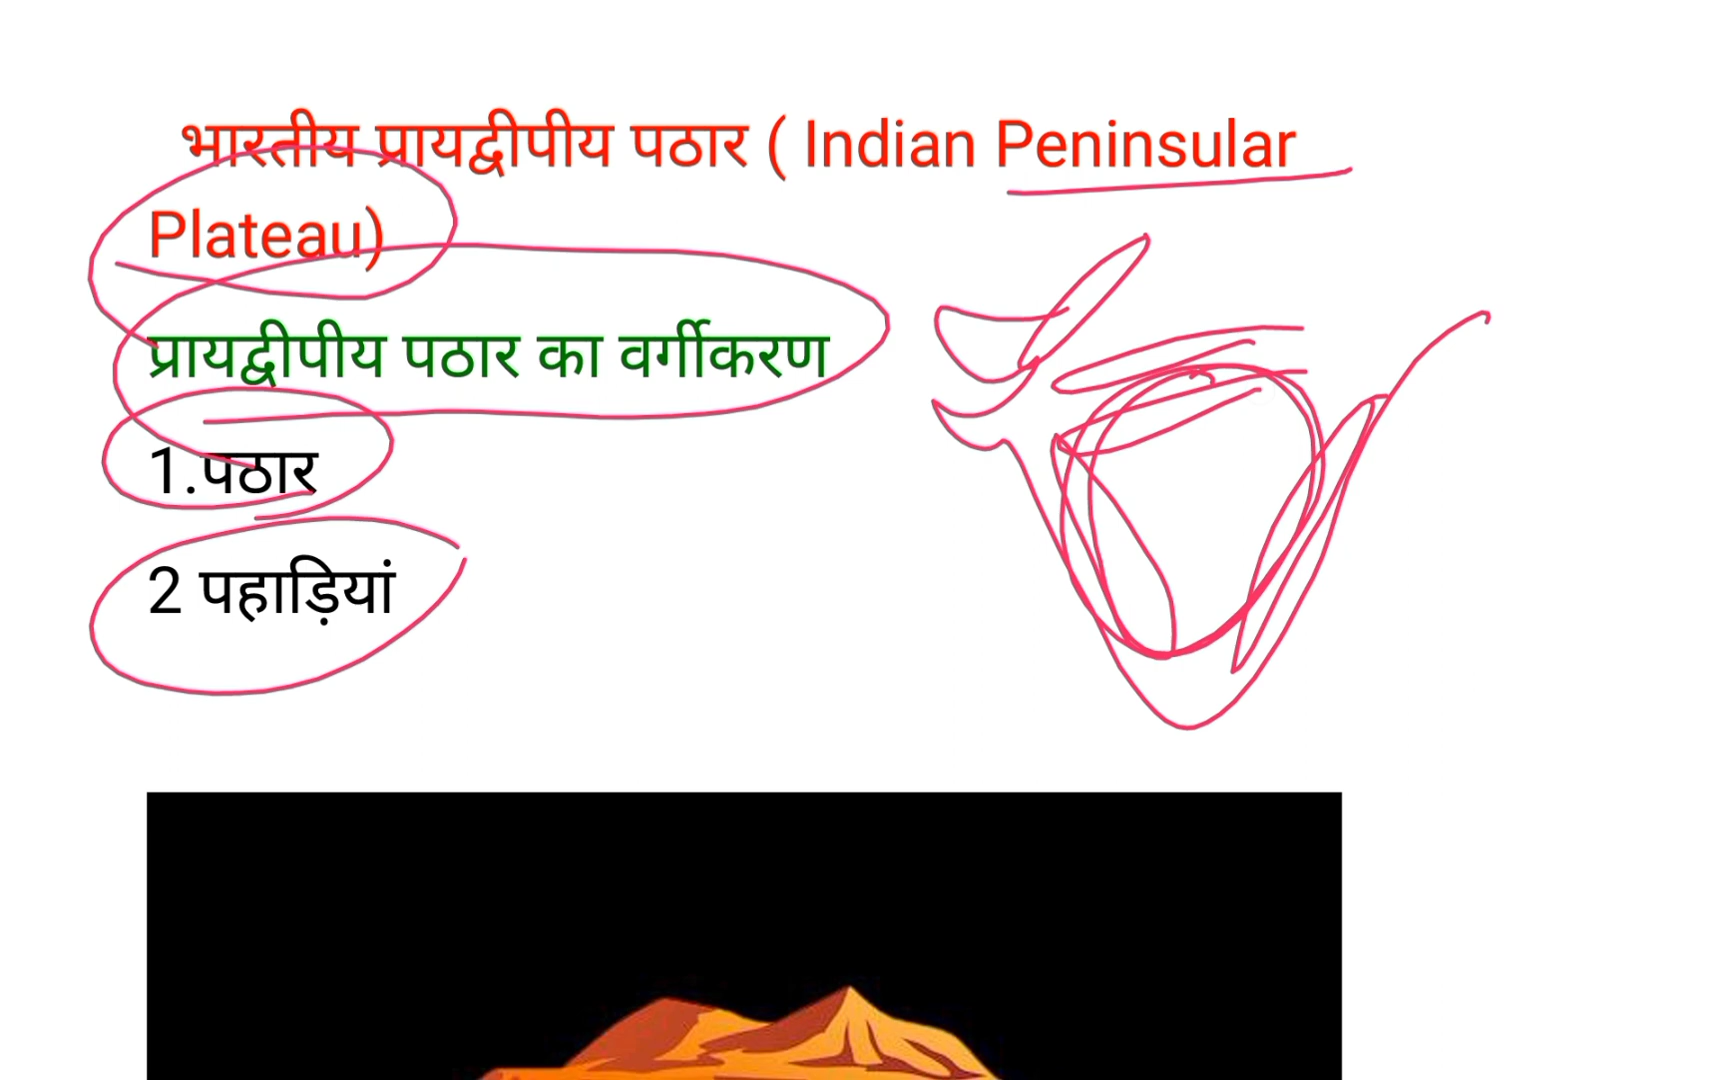 भारतीय प्रायद्वीपीय पठार ( Indian Peninsular
Plateau)
प्रायद्वीपीय पठार का वर्गीकरण
1.पठार
2 पहाड़ियां